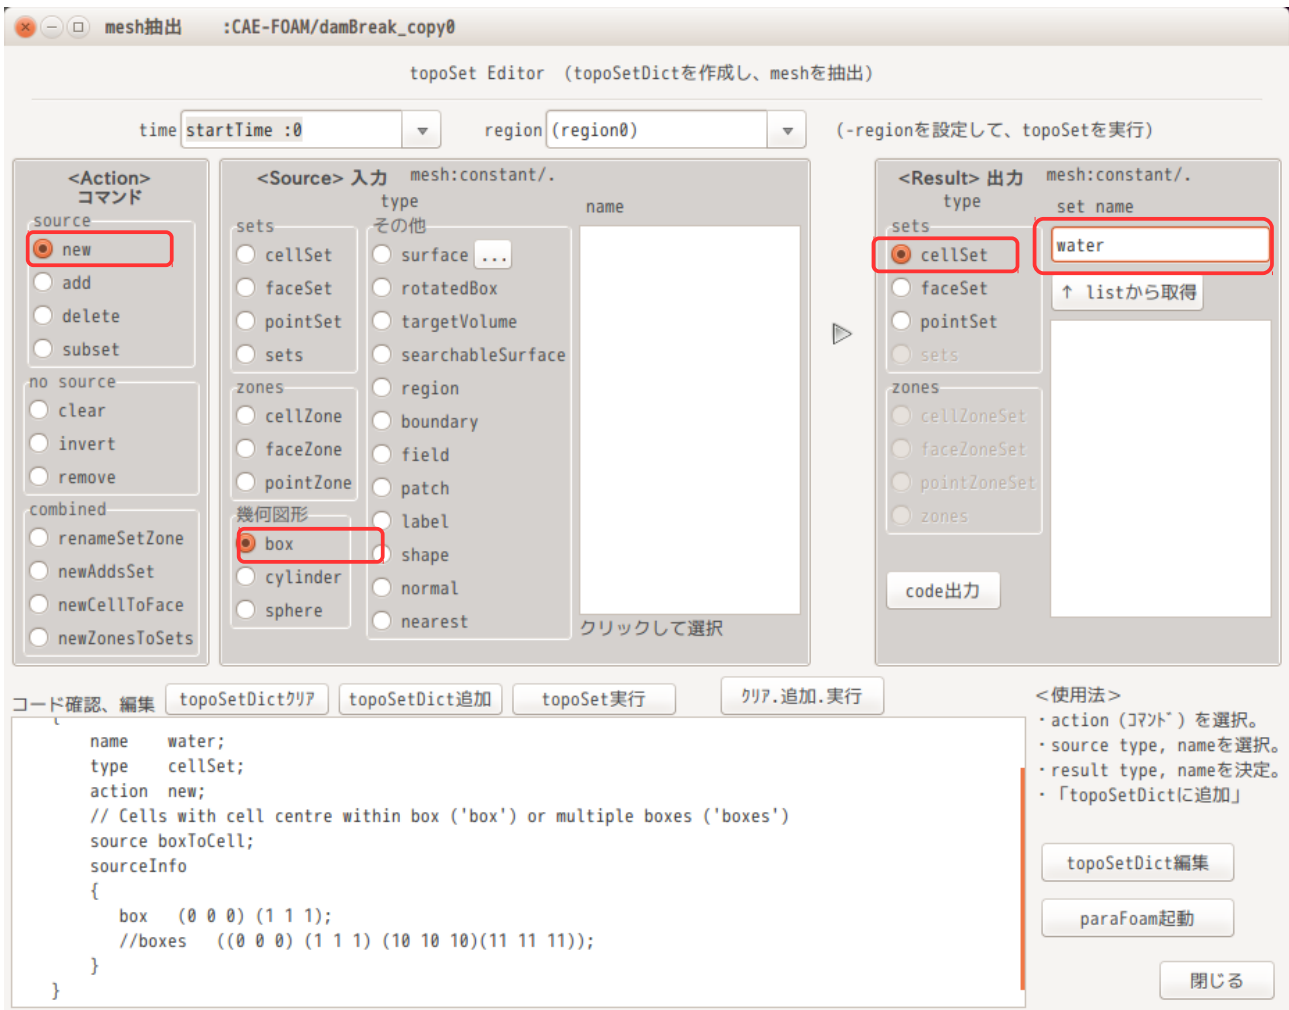 mesh抽出　　:CAE-FOAM/damBreak_copy0
topoSet Editor （topoSetDictを作成し、meshを抽出）
time startTime :0 region (region0) (-regionを設定して、topoSetを実行)
<Action>
コマンド
source
new
add
delete
subset
no source
clear
invert
remove
combined
renameSetZone
newAddsSet
newCellToFace
newZonesToSets
<Source> 入力 mesh:constant/.
type
name
sets
cellSet
faceSet
pointSet
sets
zones
cellZone
faceZone
pointZone
幾何図形
box
cylinder
sphere
その他
surface ...
rotatedBox
targetVolume
searchableSurface
region
boundary
field
patch
label
shape
normal
nearest
クリックして選択
<Result> 出力 mesh:constant/.
type
set name
sets
cellSet
faceSet
pointSet
sets
zones
cellZoneSet
faceZoneSet
pointZoneSet
zones
water
↑ listから取得
code出力
コード確認、編集 topoSetDictｸﾘｱ topoSetDict追加 topoSet実行 ｸﾘｱ.追加.実行
{
name water;
type cellSet;
action new;
// Cells with cell centre within box ('box') or multiple boxes ('boxes')
source boxToCell;
sourceInfo
{
box (0 0 0) (1 1 1);
//boxes ((0 0 0) (1 1 1) (10 10 10)(11 11 11));
}
}
＜使用法＞
・action（ｺﾏﾝﾄﾞ）を選択。
・source type, nameを選択。
・result type, nameを決定。
・「topoSetDictに追加」
topoSetDict編集
paraFoam起動
閉じる